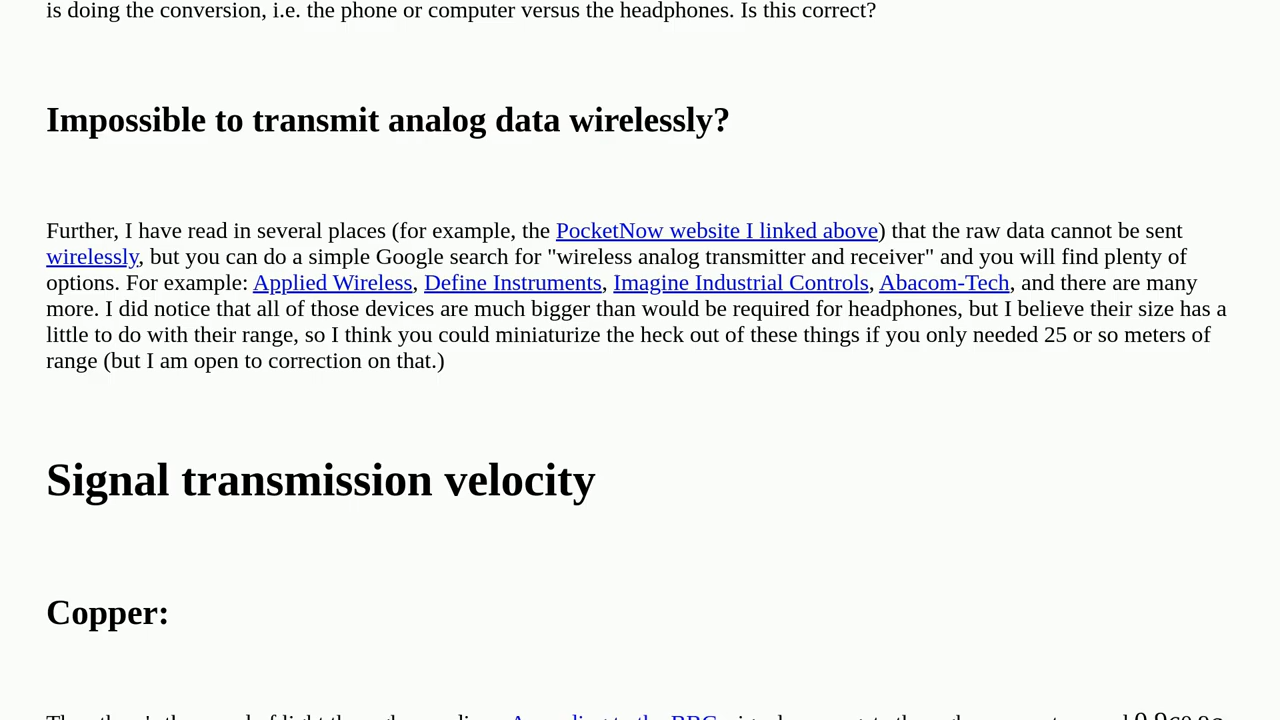 is doing the conversion, i.e. the phone or computer versus the headphones. Is this correct?
Impossible to transmit analog data wirelessly?
Further, I have read in several places (for example, the PocketNow website I linked above) that the raw data cannot be sent
wirelessly, but you can do a simple Google search for "wireless analog transmitter and receiver" and you will find plenty of
options. For example: Applied Wireless, Define Instruments, Imagine Industrial Controls, Abacom-Tech, and there are many
more. I did notice that all of those devices are much bigger than would be required for headphones, but I believe their size has a
little to do with their range, so I think you could miniaturize the heck out of these things if you only needed 25 or so meters of
range (but I am open to correction on that.)
Signal transmission velocity
Copper: